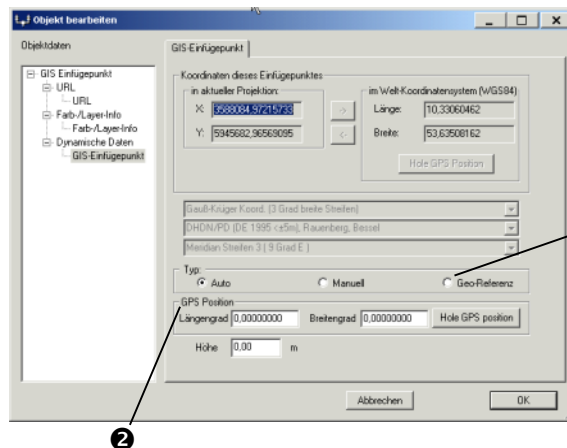 Objekt bearbeiten
Objektdaten
GIS Einfügepunkt
URL
URL
Farb-/Layer-Info
Farb-/Layer-Info
Dynamische Daten
GIS-Einfügepunkt
GIS-Einfügepunkt
Koordinaten dieses Einfügepunktes
in aktueller Projektion:
X: 3588084,97215733
Y: 5945682,96569095
->
<-
im Welt-Koordinatensystem (WGS84)
Länge: 10,33060462
Breite: 53,63508162
Hole GPS Position
Gauß-Krüger Koord. (3 Grad breite Streifen)
DHDN/PD (DE 1995 <±5m), Rauenberg, Bessel
Meridian Streifen 3 ( 9 Grad E )
Typ:
Auto Manuell Geo-Referenz
GPS Position
Längengrad 0,00000000 Breitengrad 0,00000000 Hole GPS position
Höhe 0,00 m
Abbrechen OK
❷